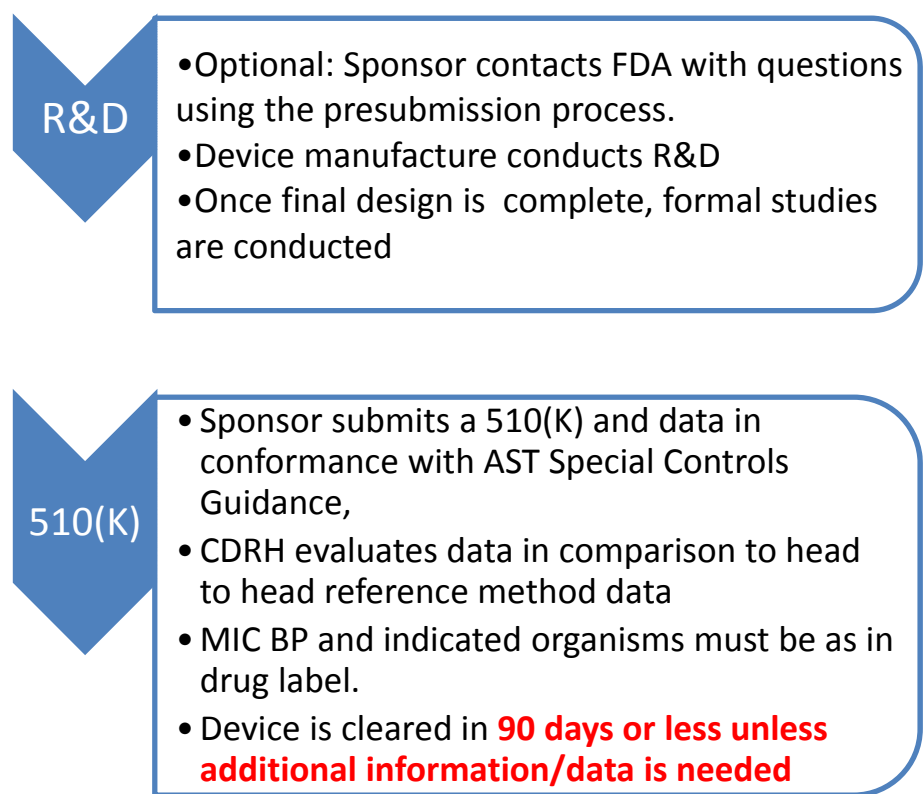 R&D
•Optional: Sponsor contacts FDA with questions
using the presubmission process.
•Device manufacture conducts R&D
•Once final design is complete, formal studies
are conducted
510(K)
• Sponsor submits a 510(K) and data in
conformance with AST Special Controls
Guidance,
• CDRH evaluates data in comparison to head
to head reference method data
• MIC BP and indicated organisms must be as in
drug label.
• Device is cleared in 90 days or less unless
additional information/data is needed